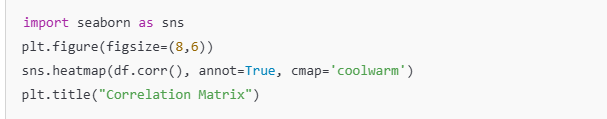 import seaborn as sns
plt.figure(figsize=(8,6))
sns.heatmap(df.corr(), annot=True, cmap='coolwarm')
plt.title("Correlation Matrix")